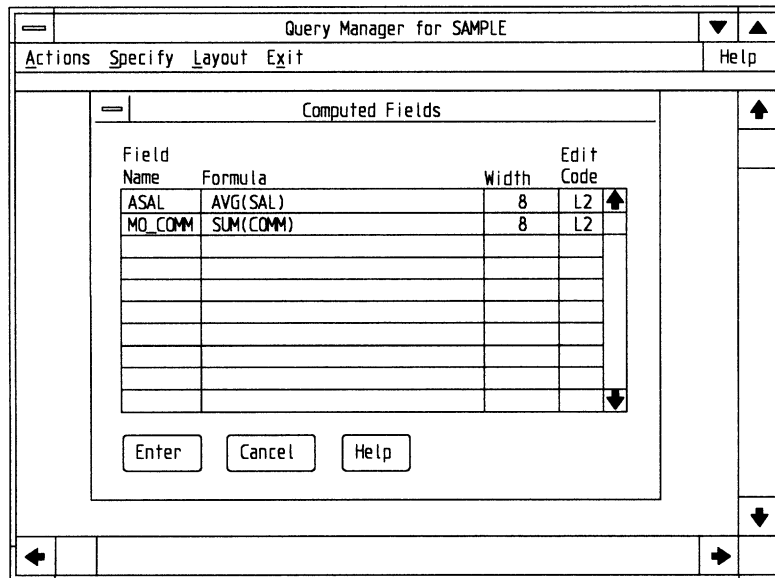 Query Manager for SAMPLE
Actions Specify Layout Exit Help
Computed Fields
Field Edit
Name Formula Width Code
ASAL AVG(SAL) 8 L2
MO_COMM SUM(COMM) 8 L2
Enter Cancel Help